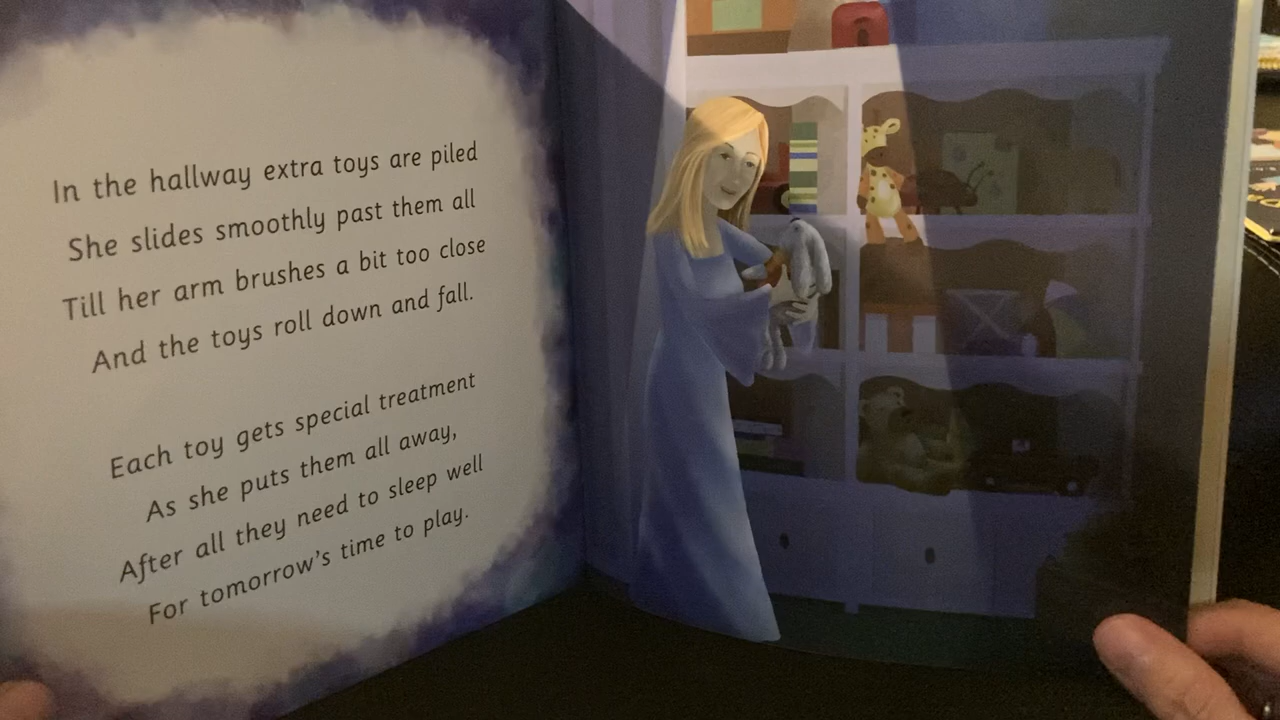 In the hallway extra toys are piled
She slides smoothly past them all
Till her arm brushes a bit too close
And the toys roll down and fall.
Each toy gets special treatment
As she puts them all away,
After all they need to sleep well
For tomorrow's time to play.